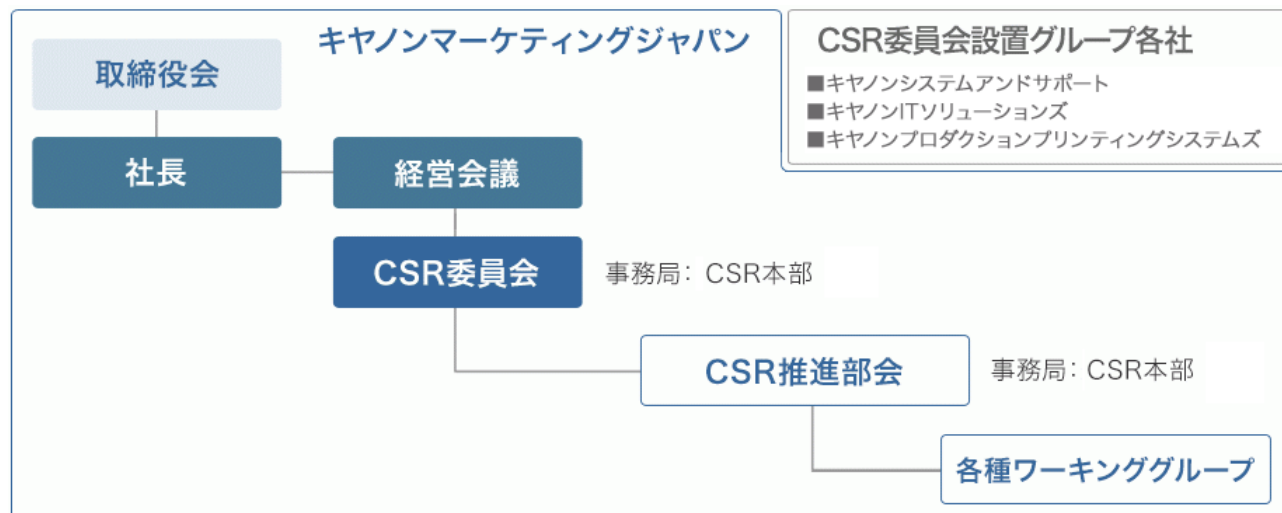 キヤノンマーケティングジャパン
取締役会
社長
経営会議
CSR委員会
事務局：CSR本部
CSR推進部会
事務局：CSR本部
各種ワーキンググループ
CSR委員会設置グループ各社
■キヤノンシステムアンドサポート
■キヤノンITソリューションズ
■キヤノンプロダクションプリンティングシステムズ